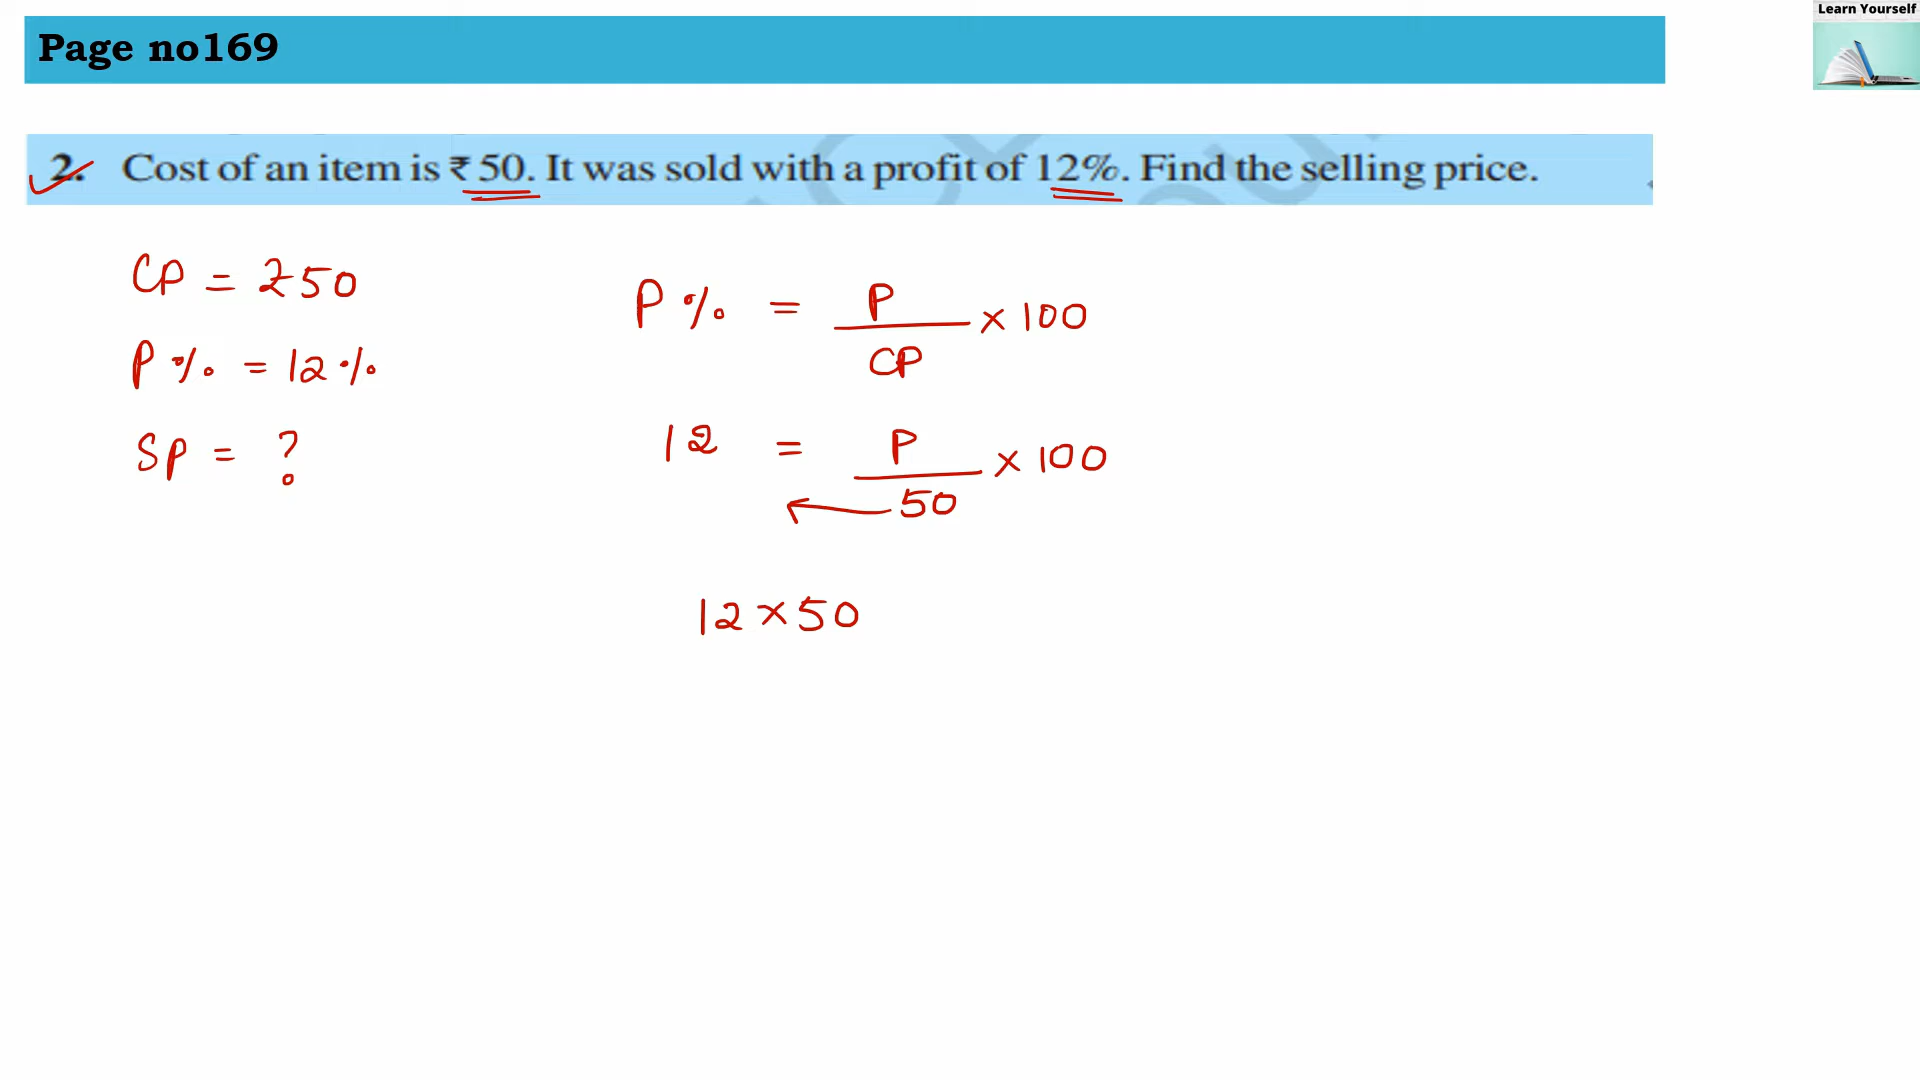 Learn Yourself
Page no169
2. Cost of an item is ₹ 50. It was sold with a profit of 12%. Find the selling price.
CP = ₹50
P% = 12%
SP = ?
P% = P/CP × 100
12 = P/50 × 100
12 × 50